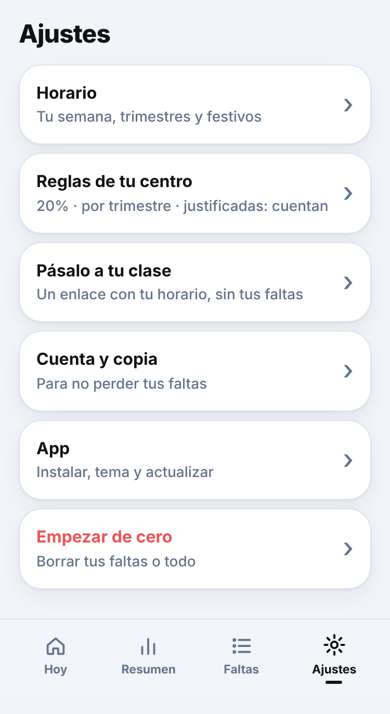 Ajustes
Horario
Tu semana, trimestres y festivos
Reglas de tu centro
20% · por trimestre · justificadas: cuentan
Pásalo a tu clase
Un enlace con tu horario, sin tus faltas
Cuenta y copia
Para no perder tus faltas
App
Instalar, tema y actualizar
Empezar de cero
Borrar tus faltas o todo
Hoy
Resumen
Faltas
Ajustes